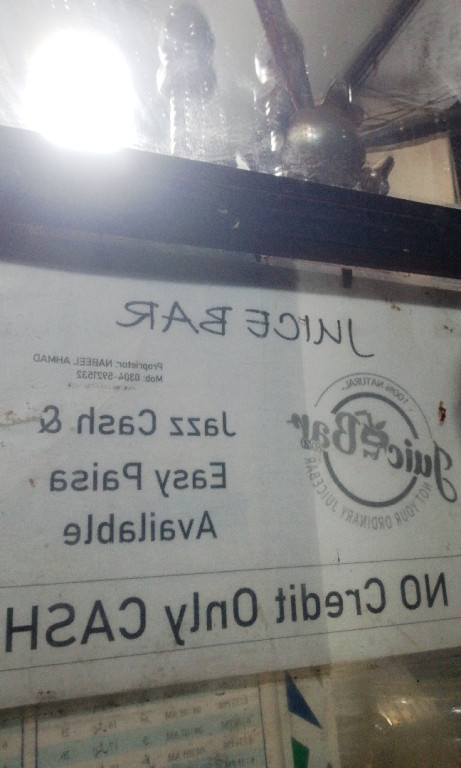 JUICE BAR
Proprietor: NABEEL AHMAD
Mob: 0304-5921532
100% NATURAL
Juice Bar
NOT YOUR ORDINARY JUICEBAR
Jazz Cash &
Easy Paisa
Available
NO Credit Only CASH